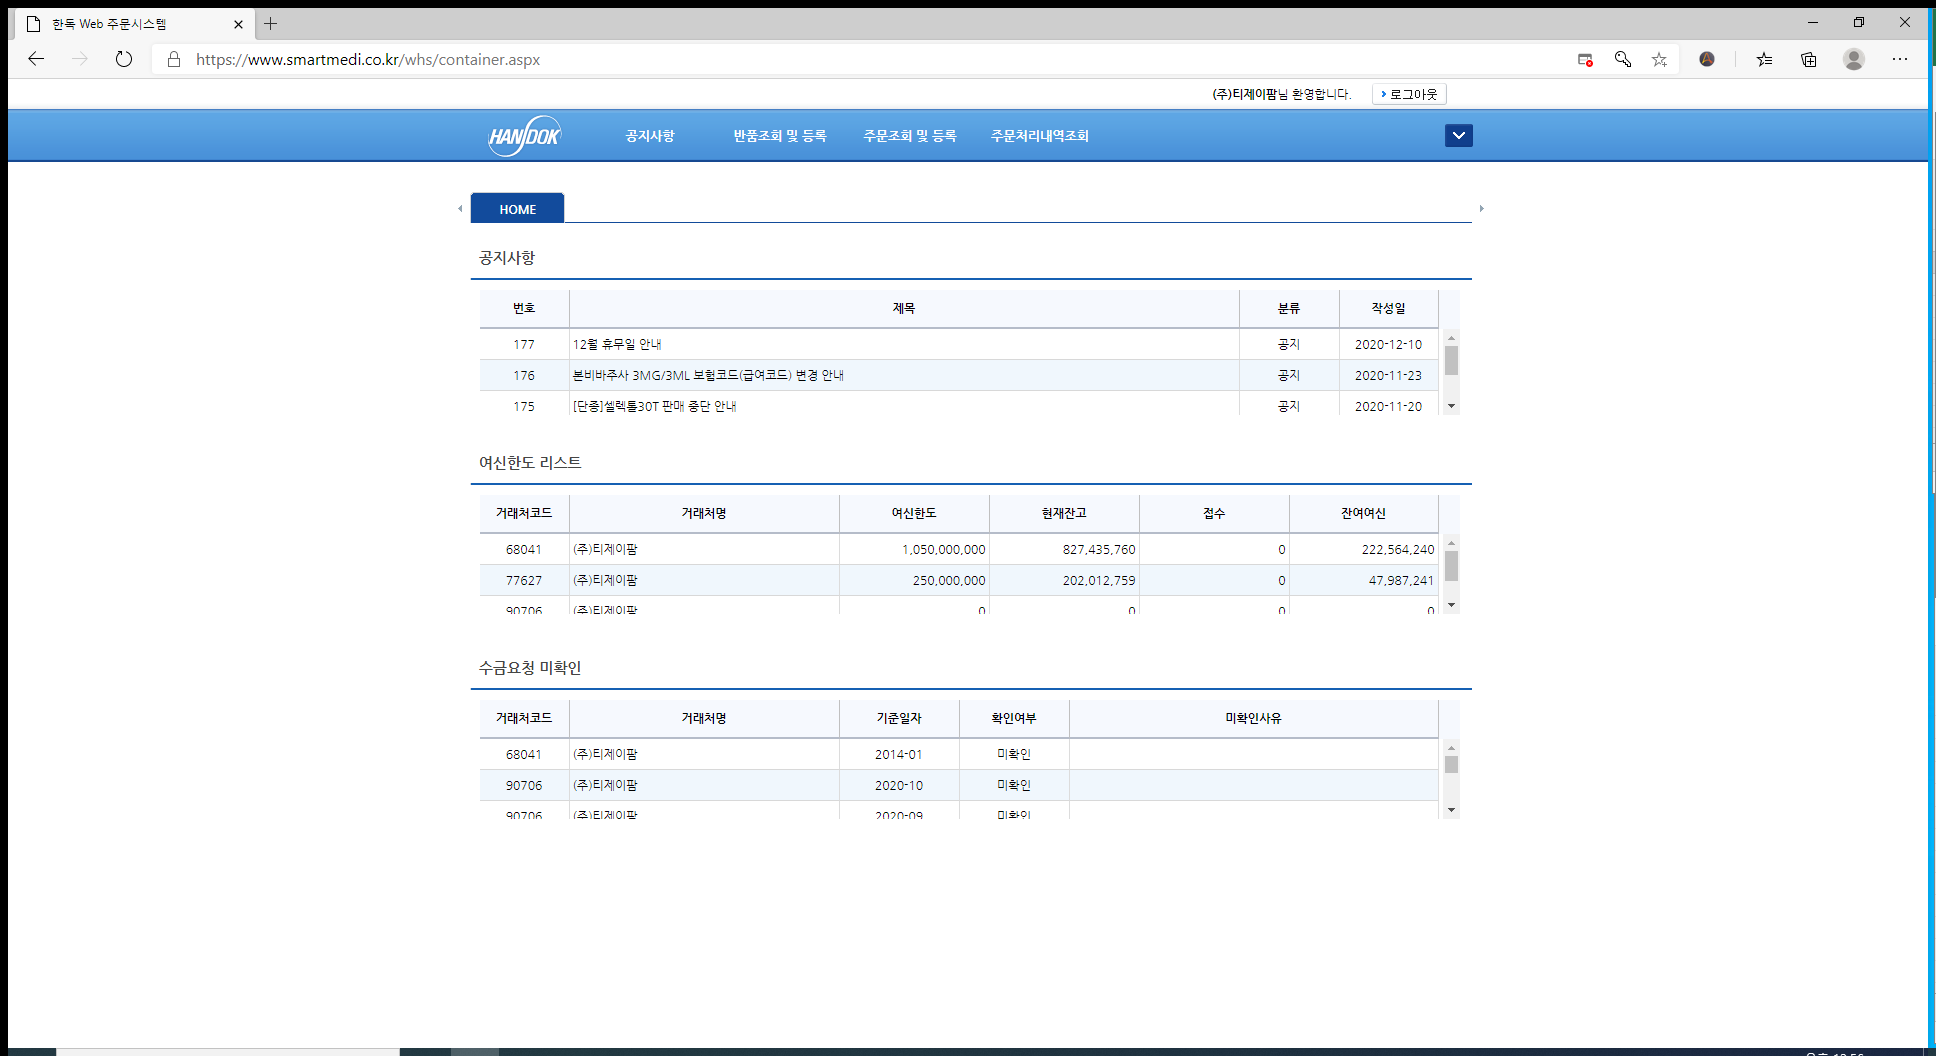 한독 Web 주문시스템
https://www.smartmedi.co.kr/whs/container.aspx
(주)티제이팜님 환영합니다. 로그아웃
HANDOK 공지사항 반품조회 및 등록 주문조회 및 등록 주문처리내역조회
HOME
공지사항
번호 제목 분류 작성일
177 12월 휴무일 안내 공지 2020-12-10
176 본비바주사 3MG/3ML 보험코드(급여코드) 변경 안내 공지 2020-11-23
175 [단종]셀렉톨30T 판매 중단 안내 공지 2020-11-20
여신한도 리스트
거래처코드 거래처명 여신한도 현재잔고 접수 잔여여신
68041 (주)티제이팜 1,050,000,000 827,435,760 0 222,564,240
77627 (주)티제이팜 250,000,000 202,012,759 0 47,987,241
90706 (주)티제이팜 0 0 0 0
수금요청 미확인
거래처코드 거래처명 기준일자 확인여부 미확인사유
68041 (주)티제이팜 2014-01 미확인
90706 (주)티제이팜 2020-10 미확인
90706 (주)티제이팜 2020-09 미확인